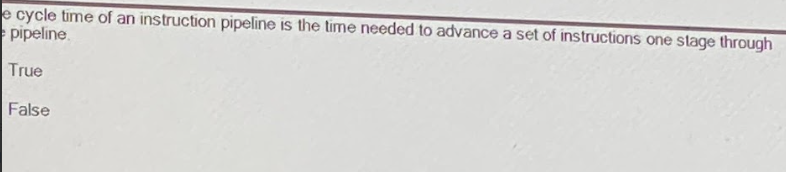 e cycle time of an instruction pipeline is the time needed to advance a set of instructions one stage through
e pipeline.
True
False